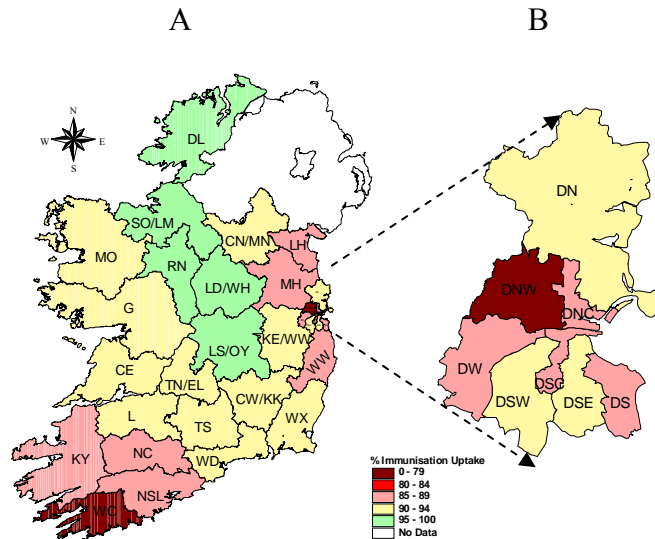 A
B
N
W
E
S
DL
SO/LM
CN/MN
LH
MO
RN
LD/WH
MH
G
LS/OY
KE/WW
WW
CE
TN/EL
CW/KK
L
TS
WX
KY
NC
WD
NSL
WC
DN
DNW
DNC
DW
DSC
DSW
DSE
DS
% Immunisation Uptake
0 - 79
80 - 84
85 - 89
90 - 94
95 - 100
No Data